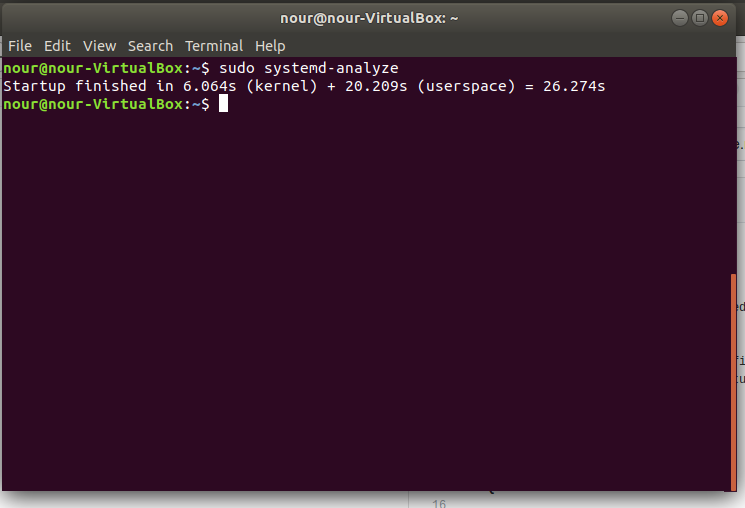 nour@nour-VirtualBox: ~
File Edit View Search Terminal Help
nour@nour-VirtualBox:~$ sudo systemd-analyze
Startup finished in 6.064s (kernel) + 20.209s (userspace) = 26.274s
nour@nour-VirtualBox:~$
16